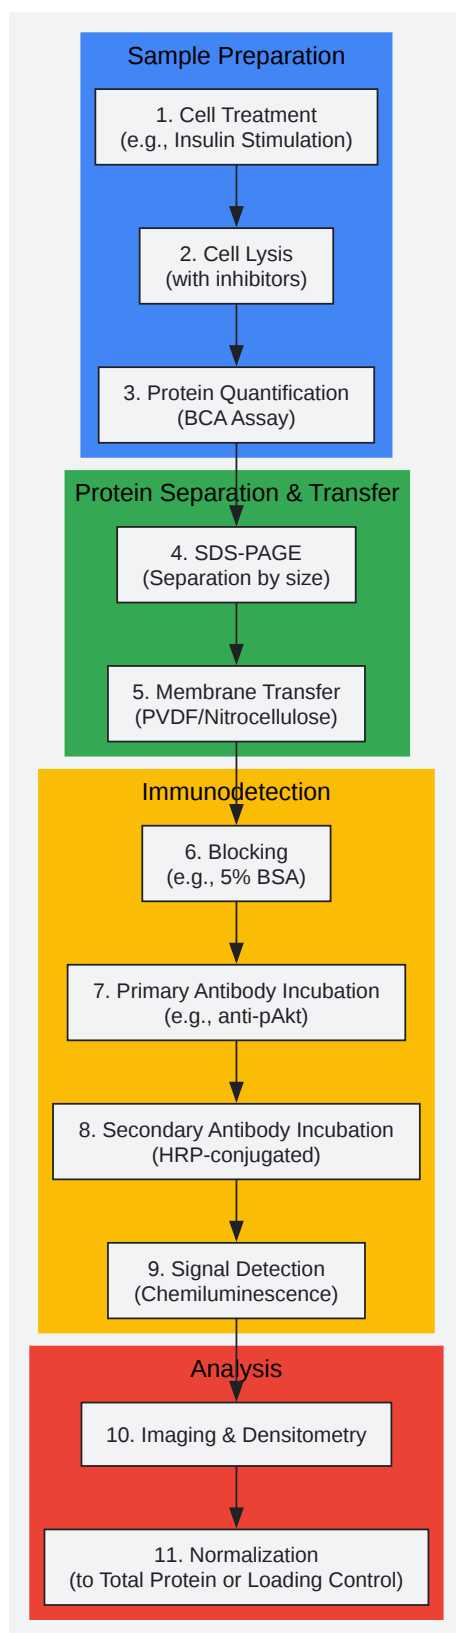 Sample Preparation
1. Cell Treatment
(e.g., Insulin Stimulation)
2. Cell Lysis
(with inhibitors)
3. Protein Quantification
(BCA Assay)
Protein Separation & Transfer
4. SDS-PAGE
(Separation by size)
5. Membrane Transfer
(PVDF/Nitrocellulose)
Immunodetection
6. Blocking
(e.g., 5% BSA)
7. Primary Antibody Incubation
(e.g., anti-pAkt)
8. Secondary Antibody Incubation
(HRP-conjugated)
9. Signal Detection
(Chemiluminescence)
Analysis
10. Imaging & Densitometry
11. Normalization
(to Total Protein or Loading Control)